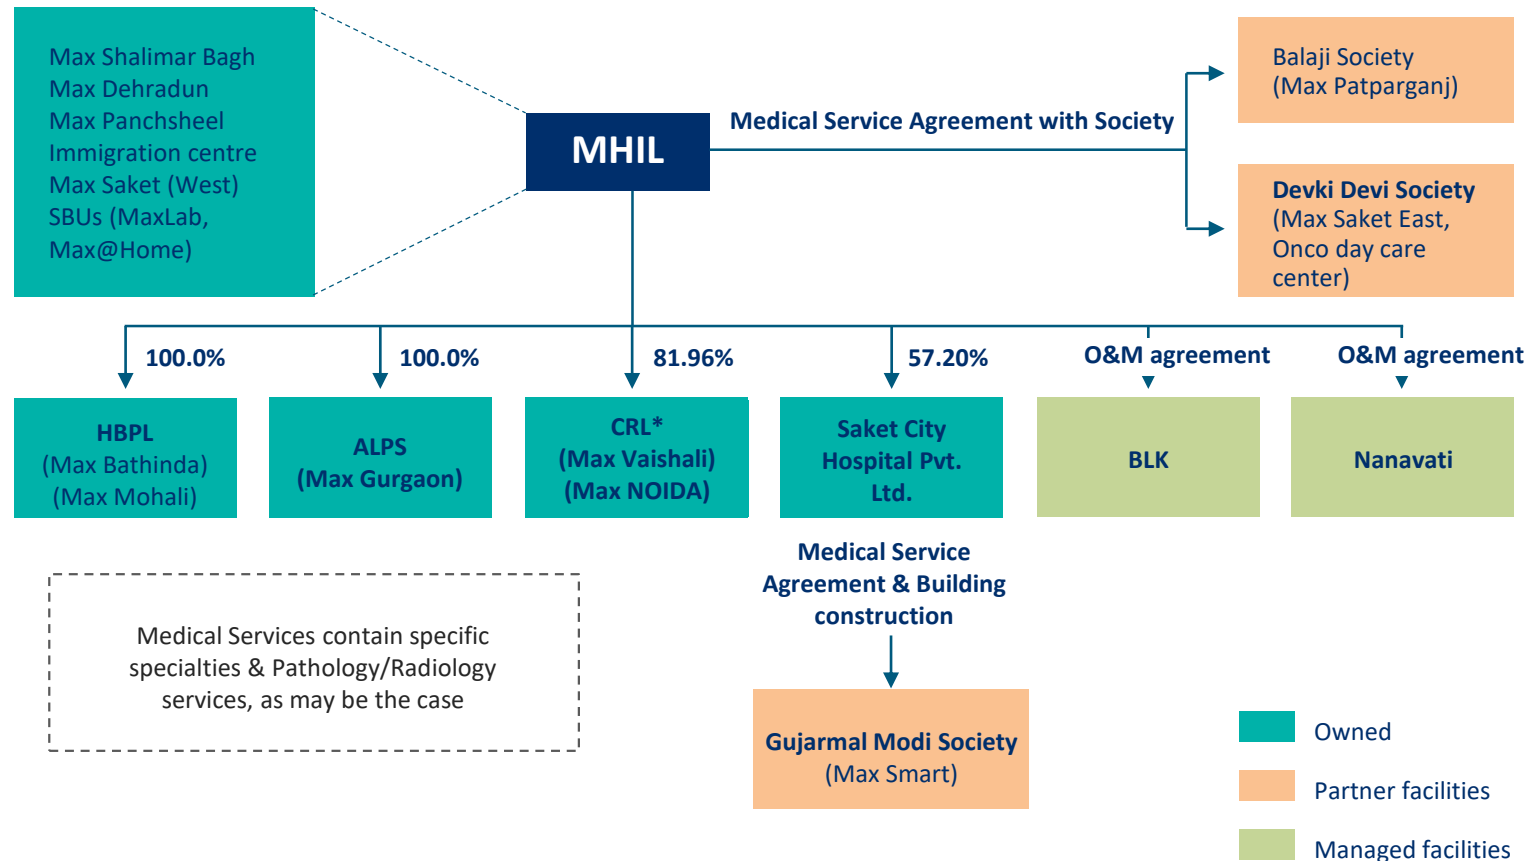 Max Shalimar Bagh
Max Dehradun
Max Panchsheel
Immigration centre
Max Saket (West)
SBUs (MaxLab,
Max@Home)
MHIL
Medical Service Agreement with Society
Balaji Society
(Max Patparganj)
Devki Devi Society
(Max Saket East,
Onco day care
center)
100.0%
100.0%
81.96%
57.20%
O&M agreement
O&M agreement
HBPL
(Max Bathinda)
(Max Mohali)
ALPS
(Max Gurgaon)
CRL*
(Max Vaishali)
(Max NOIDA)
Saket City
Hospital Pvt.
Ltd.
BLK
Nanavati
Medical Service
Agreement & Building
construction
Medical Services contain specific
specialties & Pathology/Radiology
services, as may be the case
Gujarmal Modi Society
(Max Smart)
Owned
Partner facilities
Managed facilities